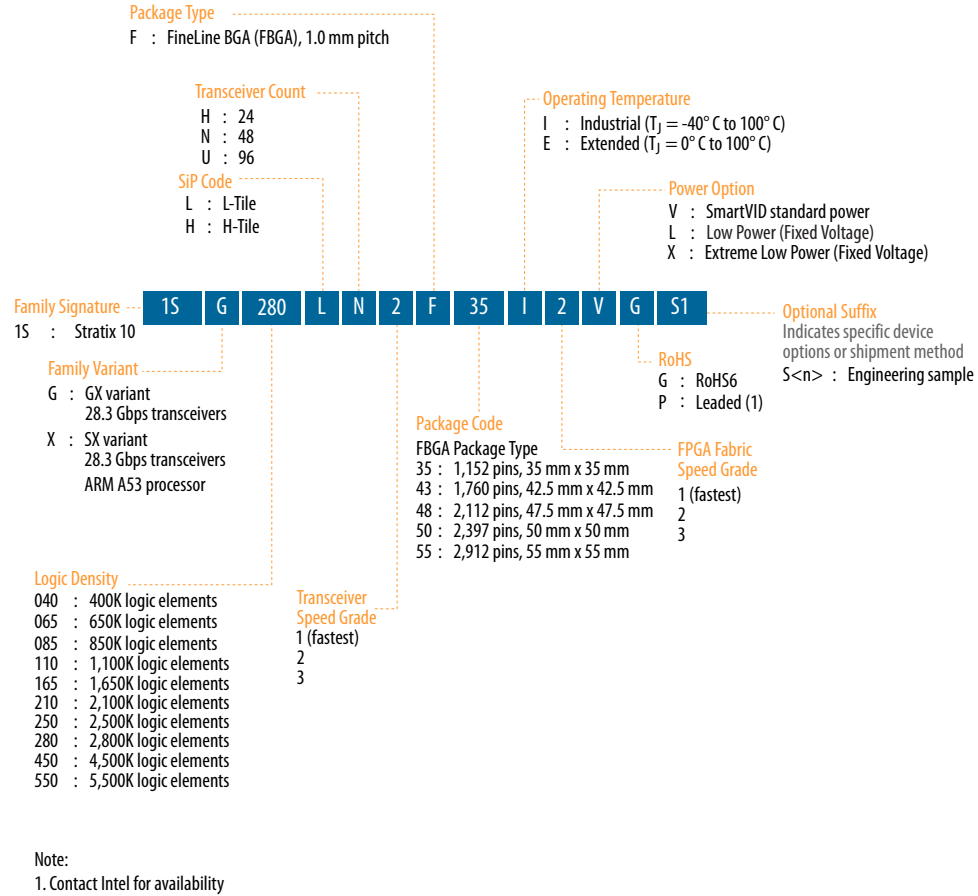 Package Type
F : FineLine BGA (FBGA), 1.0 mm pitch
Transceiver Count
H : 24
N : 48
U : 96
SiP Code
L : L-Tile
H : H-Tile
Operating Temperature
I : Industrial (TJ = -40° C to 100° C)
E : Extended (TJ = 0° C to 100° C)
Power Option
V : SmartVID standard power
L : Low Power (Fixed Voltage)
X : Extreme Low Power (Fixed Voltage)
Family Signature
1S : Stratix 10
1S G 280 L N 2 F 35 I 2 V G S1
Optional Suffix
Indicates specific device
options or shipment method
S<n> : Engineering sample
Family Variant
G : GX variant
28.3 Gbps transceivers
X : SX variant
28.3 Gbps transceivers
ARM A53 processor
RoHS
G : RoHS6
P : Leaded (1)
Package Code
FBGA Package Type
35 : 1,152 pins, 35 mm x 35 mm
43 : 1,760 pins, 42.5 mm x 42.5 mm
48 : 2,112 pins, 47.5 mm x 47.5 mm
50 : 2,397 pins, 50 mm x 50 mm
55 : 2,912 pins, 55 mm x 55 mm
FPGA Fabric
Speed Grade
1 (fastest)
2
3
Logic Density
040 : 400K logic elements
065 : 650K logic elements
085 : 850K logic elements
110 : 1,100K logic elements
165 : 1,650K logic elements
210 : 2,100K logic elements
250 : 2,500K logic elements
280 : 2,800K logic elements
450 : 4,500K logic elements
550 : 5,500K logic elements
Transceiver
Speed Grade
1 (fastest)
2
3
Note:
1. Contact Intel for availability